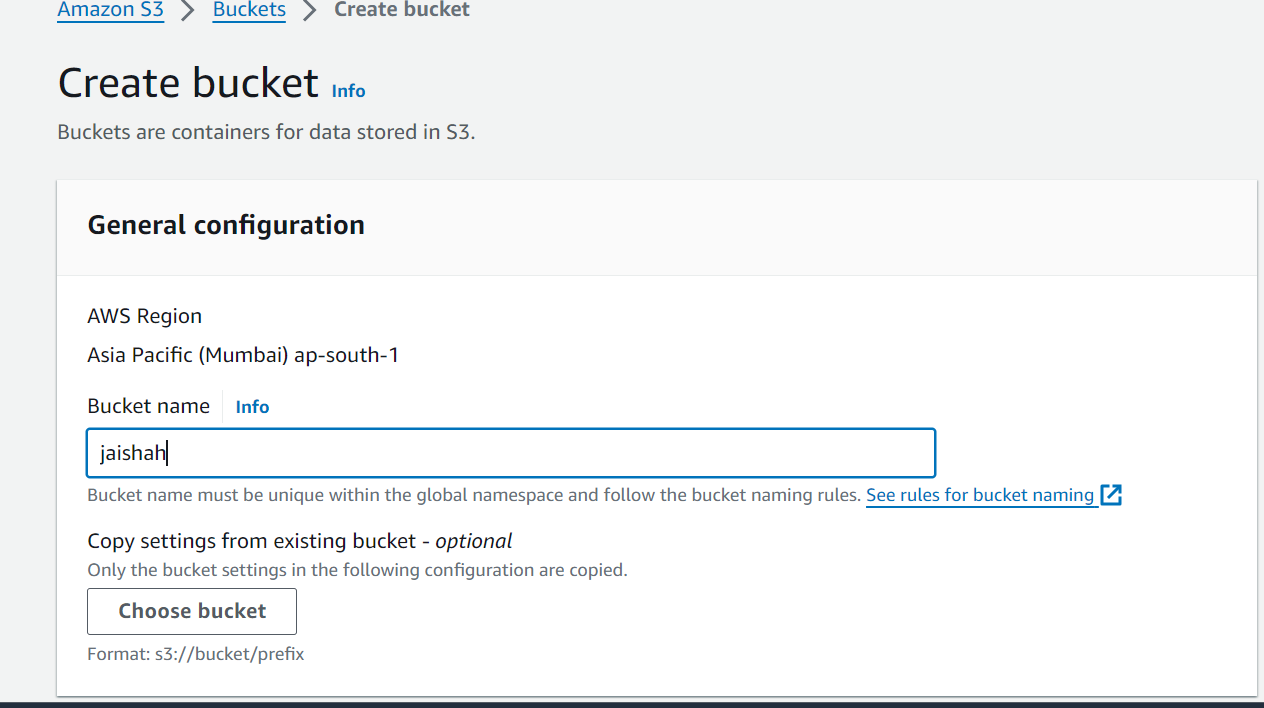 Amazon S3 > Buckets > Create bucket
Create bucket Info
Buckets are containers for data stored in S3.
General configuration
AWS Region
Asia Pacific (Mumbai) ap-south-1
Bucket name Info
jaishah
Bucket name must be unique within the global namespace and follow the bucket naming rules. See rules for bucket naming
Copy settings from existing bucket - optional
Only the bucket settings in the following configuration are copied.
Choose bucket
Format: s3://bucket/prefix